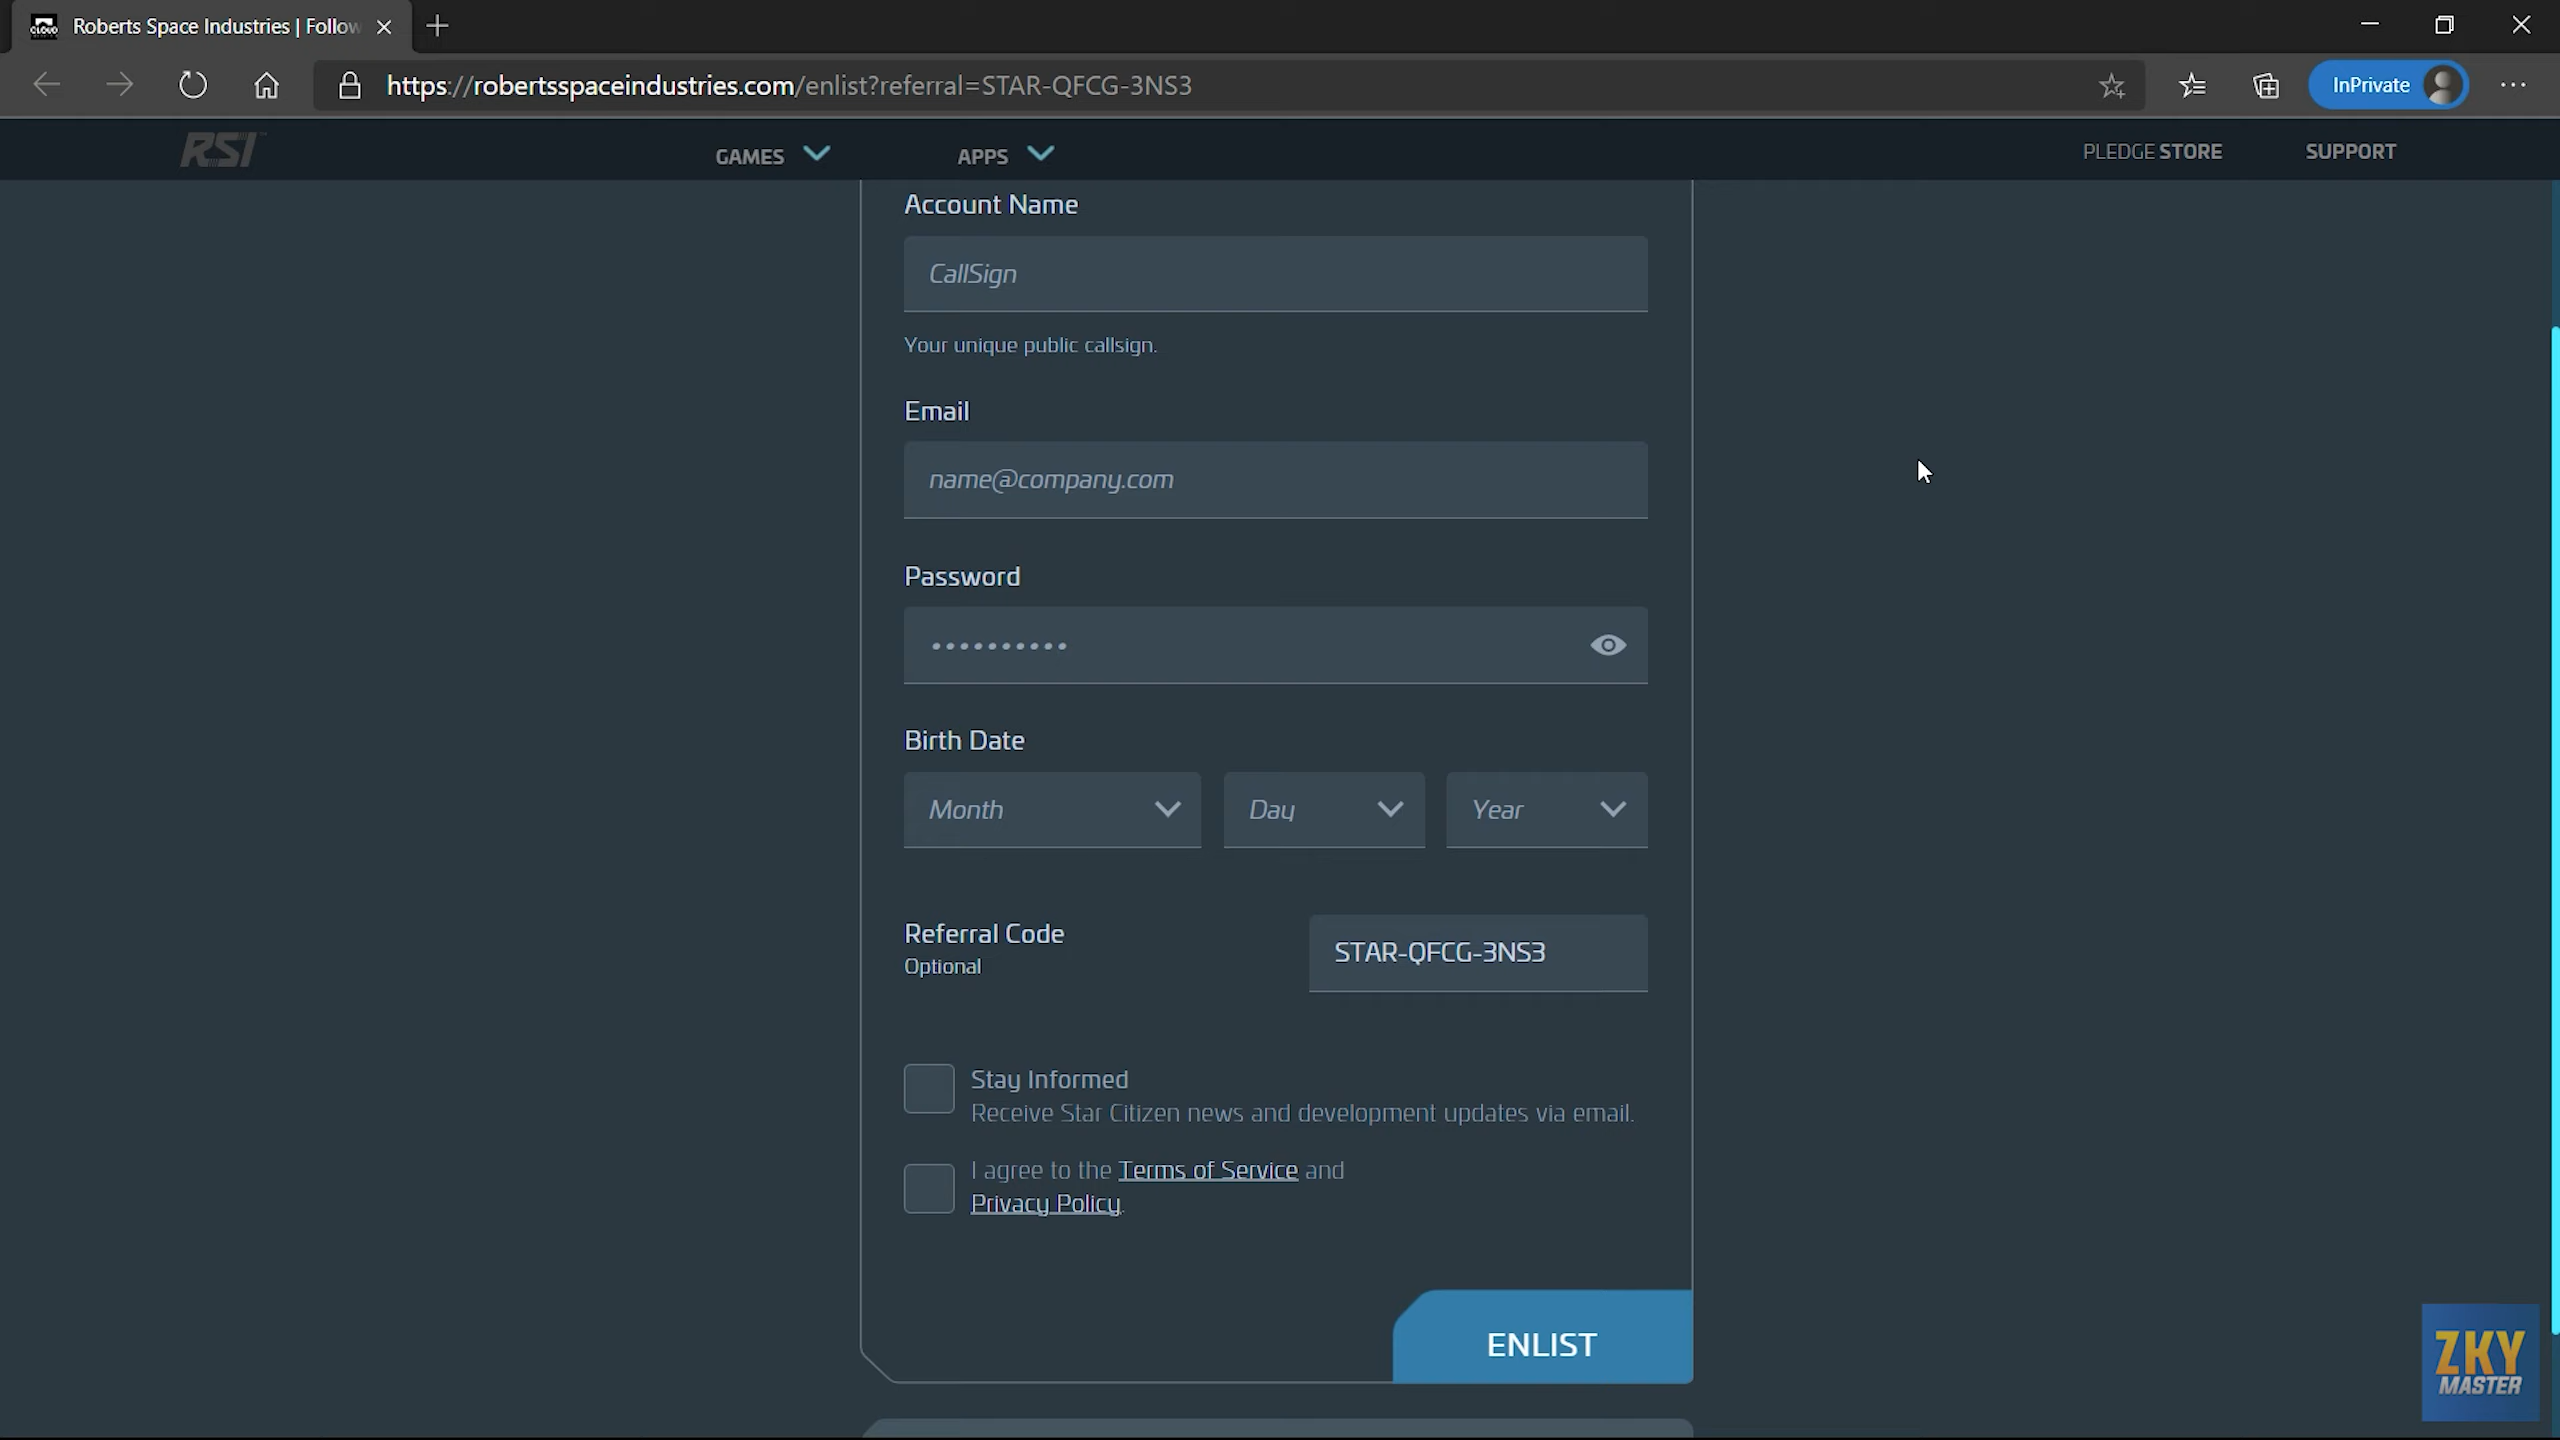 Roberts Space Industries | Follow
https://robertsspaceindustries.com/enlist?referral=STAR-QFCG-3NS3
InPrivate
RSI
GAMES
APPS
PLEDGE STORE
SUPPORT
Account Name
CallSign
Your unique public callsign.
Email
name@company.com
Password
••••••••••
Birth Date
Month
Day
Year
Referral Code
Optional
STAR-QFCG-3NS3
Stay Informed
Receive Star Citizen news and development updates via email.
I agree to the Terms of Service and
Privacy Policy.
ENLIST
ZKY
MASTER